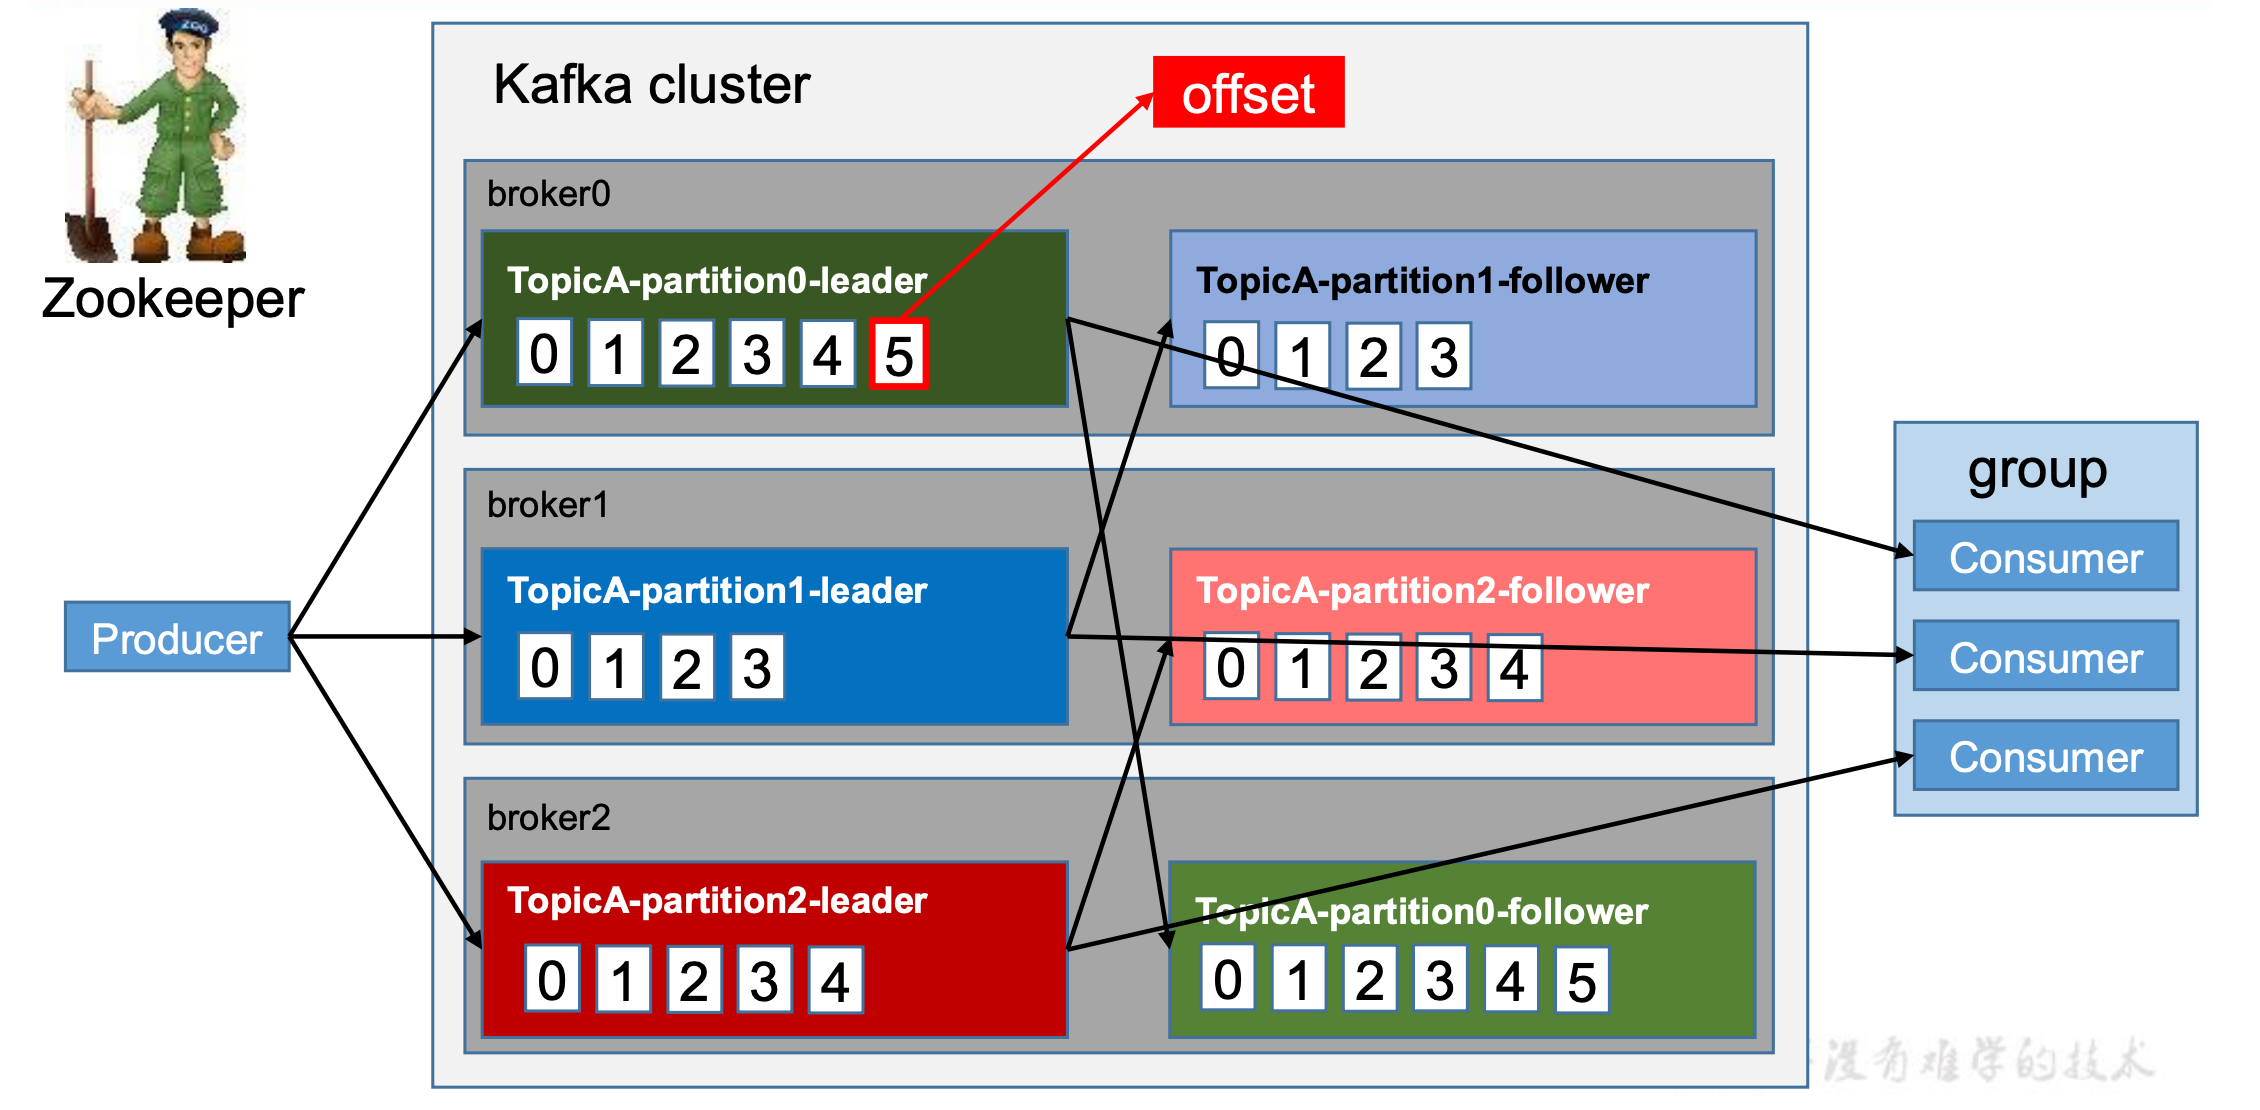 ZOO
Zookeeper
Kafka cluster
offset
broker0
TopicA-partition0-leader
0 1 2 3 4 5
TopicA-partition1-follower
0 1 2 3
broker1
TopicA-partition1-leader
0 1 2 3
TopicA-partition2-follower
0 1 2 3 4
broker2
TopicA-partition2-leader
0 1 2 3 4
TopicA-partition0-follower
0 1 2 3 4 5
Producer
group
Consumer
Consumer
Consumer
没有难学的技术